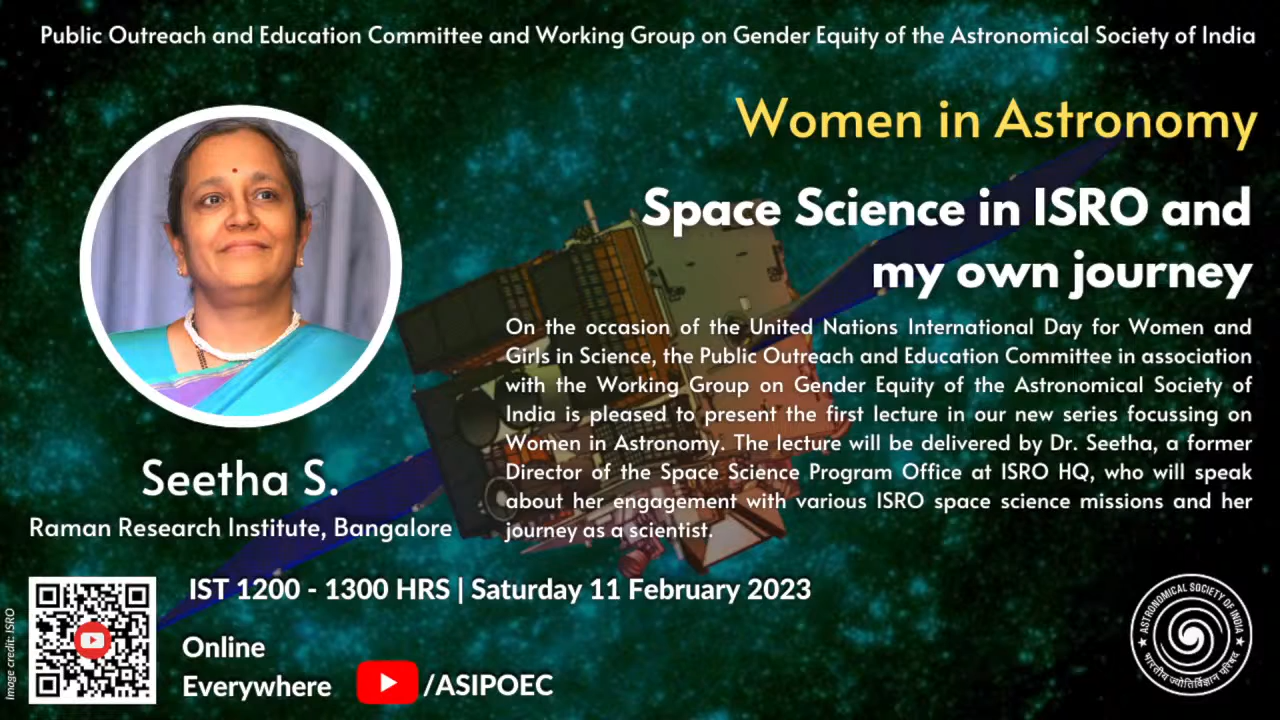 Public Outreach and Education Committee and Working Group on Gender Equity of the Astronomical Society of India
Women in Astronomy
Space Science in ISRO and
my own journey
On the occasion of the United Nations International Day for Women and
Girls in Science, the Public Outreach and Education Committee in association
with the Working Group on Gender Equity of the Astronomical Society of
India is pleased to present the first lecture in our new series focussing on
Women in Astronomy. The lecture will be delivered by Dr. Seetha, a former
Director of the Space Science Program Office at ISRO HQ, who will speak
about her engagement with various ISRO space science missions and her
journey as a scientist.
Seetha S.
Raman Research Institute, Bangalore
IST 1200 - 1300 HRS | Saturday 11 February 2023
Online
Everywhere /ASIPOEC
Image credit: ISRO
ASTRONOMICAL SOCIETY OF INDIA
भारतीय ज्योतिर्विज्ञान परिषद